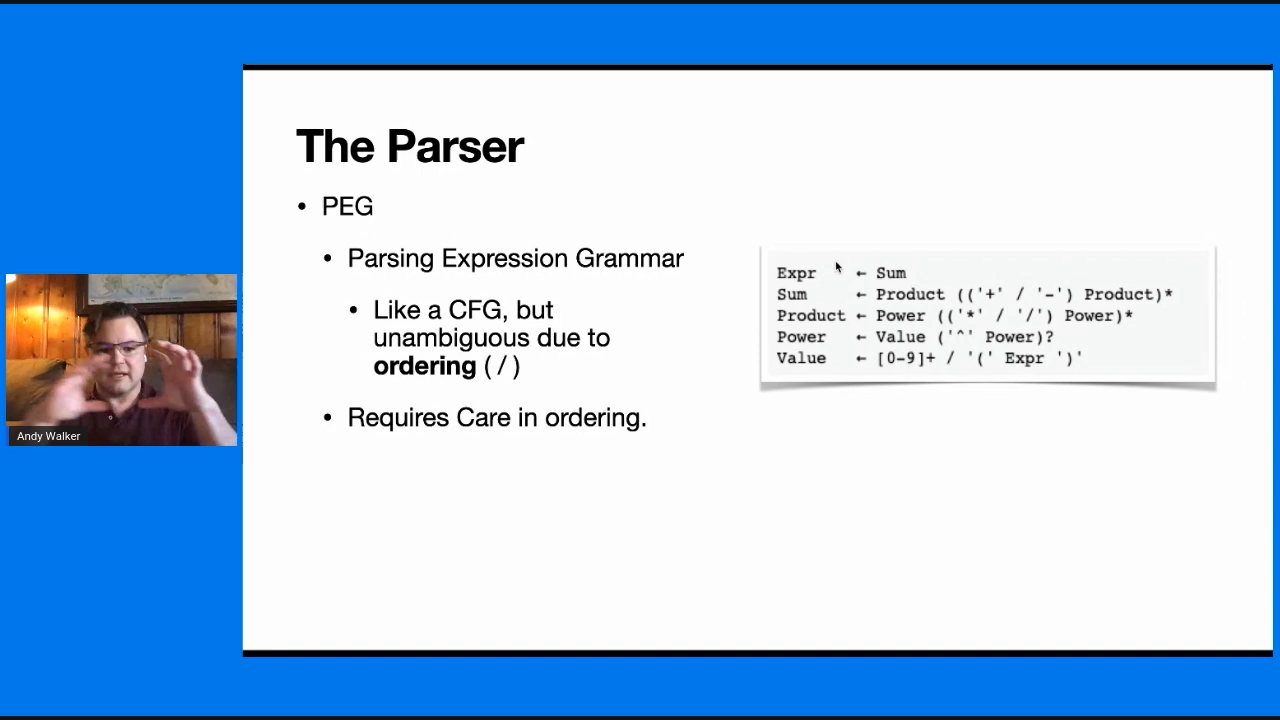 The Parser
• PEG
• Parsing Expression Grammar
• Like a CFG, but
unambiguous due to
ordering ( / )
• Requires Care in ordering.
Expr ← Sum
Sum ← Product (('+' / '-') Product)*
Product ← Power (('*' / '/') Power)*
Power ← Value ('^' Power)?
Value ← [0-9]+ / '(' Expr ')'
Andy Walker